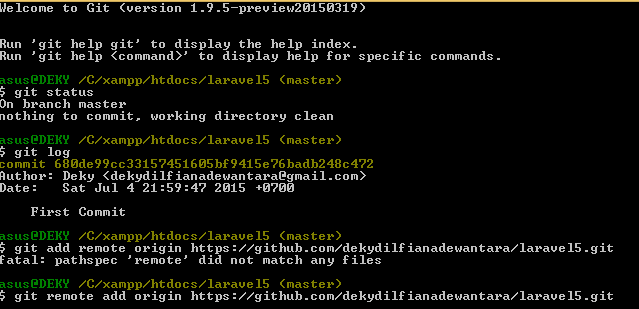 Welcome to Git (version 1.9.5-preview20150319)
Run 'git help git' to display the help index.
Run 'git help <command>' to display help for specific commands.
asus@DEKY /C/xampp/htdocs/laravel5 (master)
$ git status
On branch master
nothing to commit, working directory clean
asus@DEKY /C/xampp/htdocs/laravel5 (master)
$ git log
commit 680de99cc33157451605bf9415e76badb248c472
Author: Deky <dekydilfianadewantara@gmail.com>
Date:   Sat Jul 4 21:59:47 2015 +0700
First Commit
asus@DEKY /C/xampp/htdocs/laravel5 (master)
$ git add remote origin https://github.com/dekydilfianadewantara/laravel5.git
fatal: pathspec 'remote' did not match any files
asus@DEKY /C/xampp/htdocs/laravel5 (master)
$ git remote add origin https://github.com/dekydilfianadewantara/laravel5.git